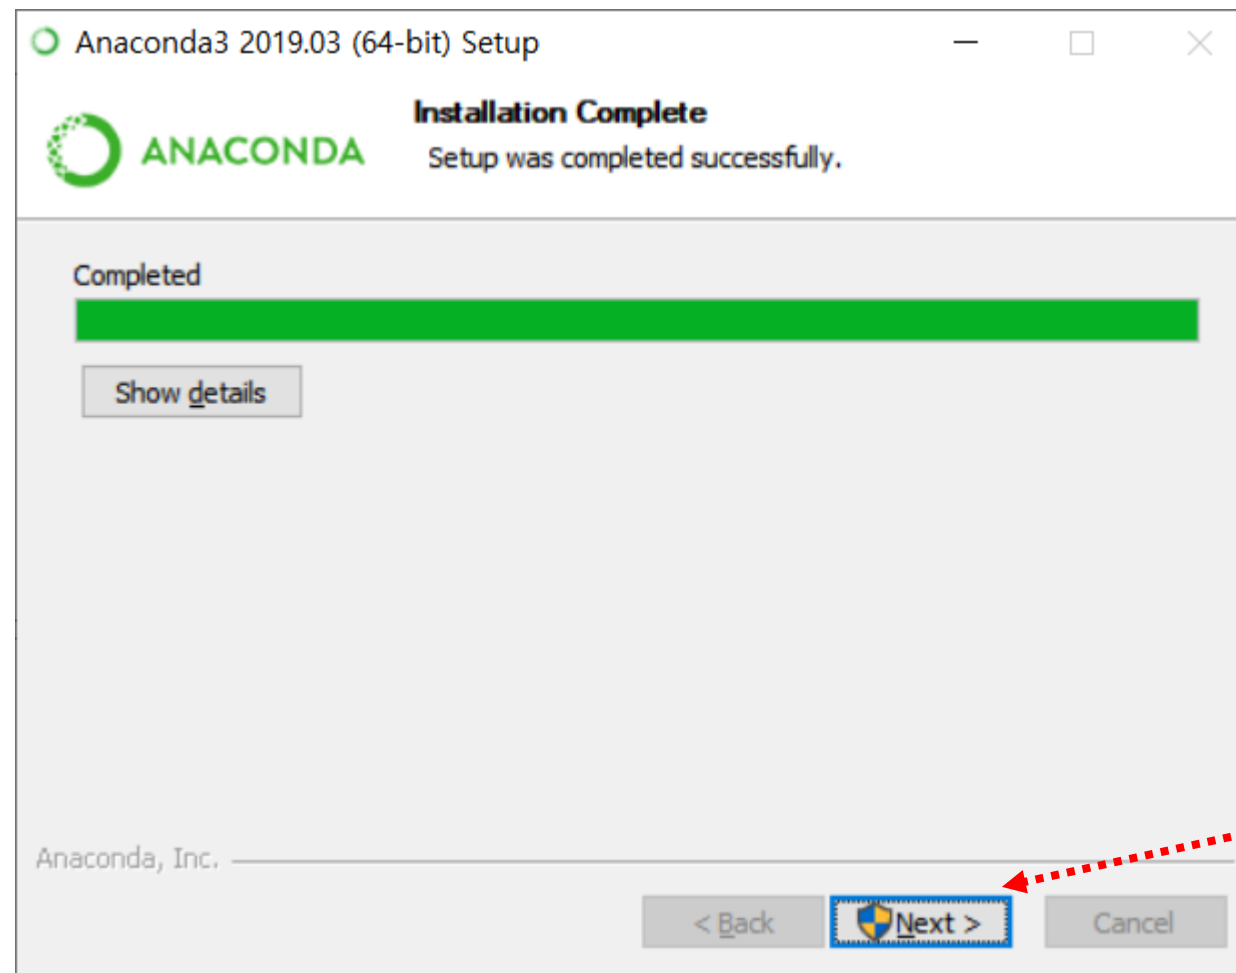 Anaconda3 2019.03 (64-bit) Setup
ANACONDA
Installation Complete
Setup was completed successfully.
Completed
Show details
Anaconda, Inc.
< Back
Next >
Cancel